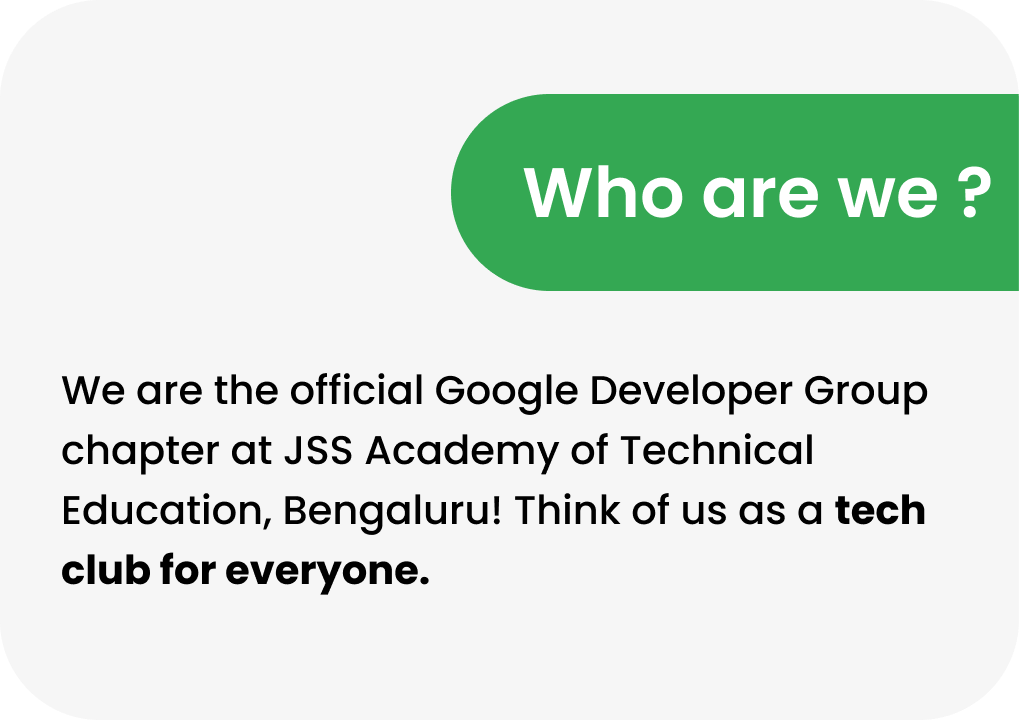 Who are we ?
We are the official Google Developer Group
chapter at JSS Academy of Technical
Education, Bengaluru! Think of us as a tech
club for everyone.